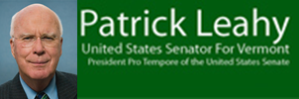 Patrick Leahy
United States Senator For Vermont
President Pro Tempore of the United States Senate